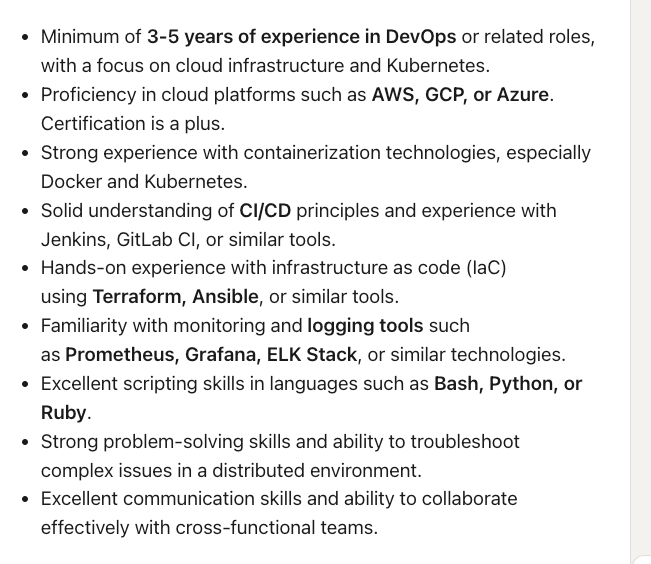 • Minimum of 3-5 years of experience in DevOps or related roles,
with a focus on cloud infrastructure and Kubernetes.
• Proficiency in cloud platforms such as AWS, GCP, or Azure.
Certification is a plus.
• Strong experience with containerization technologies, especially
Docker and Kubernetes.
• Solid understanding of CI/CD principles and experience with
Jenkins, GitLab CI, or similar tools.
• Hands-on experience with infrastructure as code (IaC)
using Terraform, Ansible, or similar tools.
• Familiarity with monitoring and logging tools such
as Prometheus, Grafana, ELK Stack, or similar technologies.
• Excellent scripting skills in languages such as Bash, Python, or
Ruby.
• Strong problem-solving skills and ability to troubleshoot
complex issues in a distributed environment.
• Excellent communication skills and ability to collaborate
effectively with cross-functional teams.